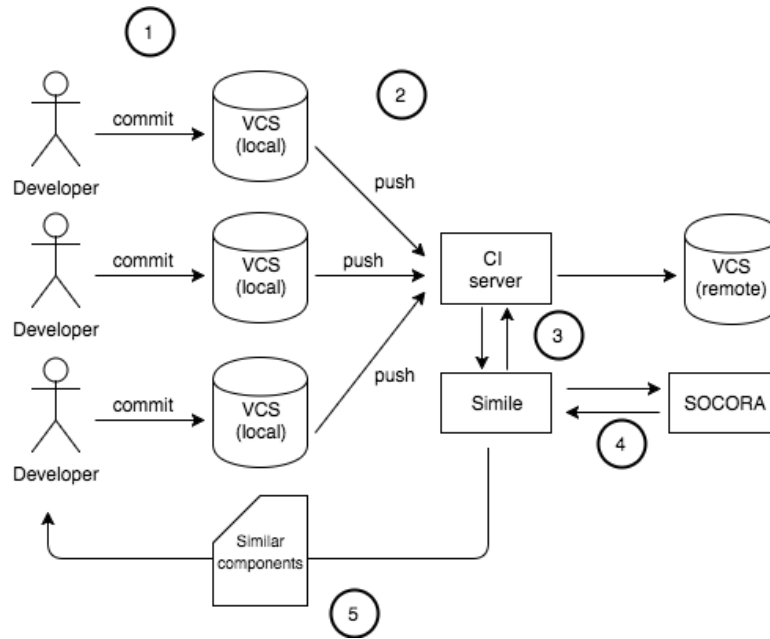 1
2
commit
VCS
(local)
Developer
push
commit
VCS
(local)
push
CI
server
VCS
(remote)
Developer
3
commit
VCS
(local)
push
Simile
SOCORA
4
Developer
Similar
components
5